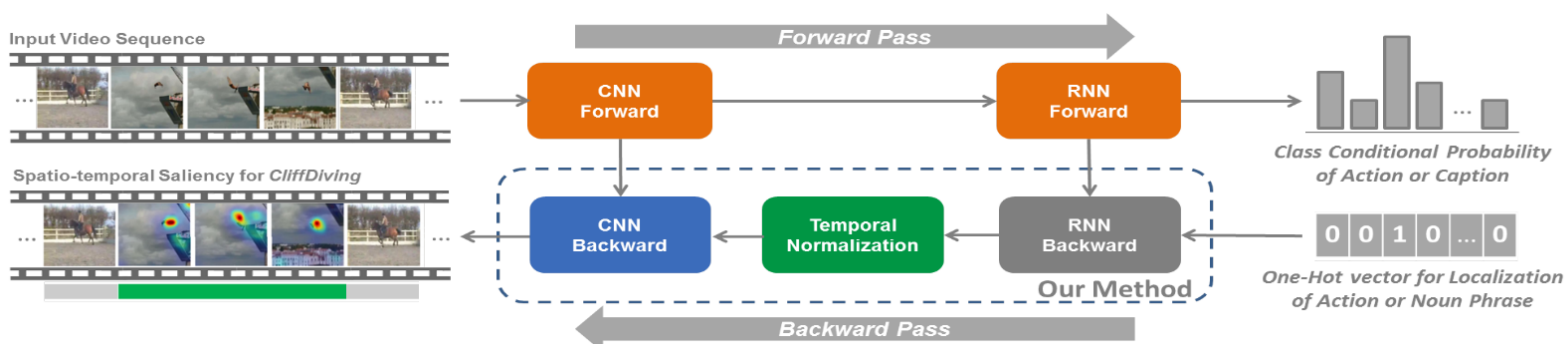 Input Video Sequence
...
...
Forward Pass
CNN
Forward
RNN
Forward
...
Class Conditional Probability
of Action or Caption
Spatio-temporal Saliency for CliffDiving
...
...
CNN
Backward
Temporal
Normalization
RNN
Backward
Our Method
0 0 1 0 ... 0
One-Hot vector for Localization
of Action or Noun Phrase
Backward Pass